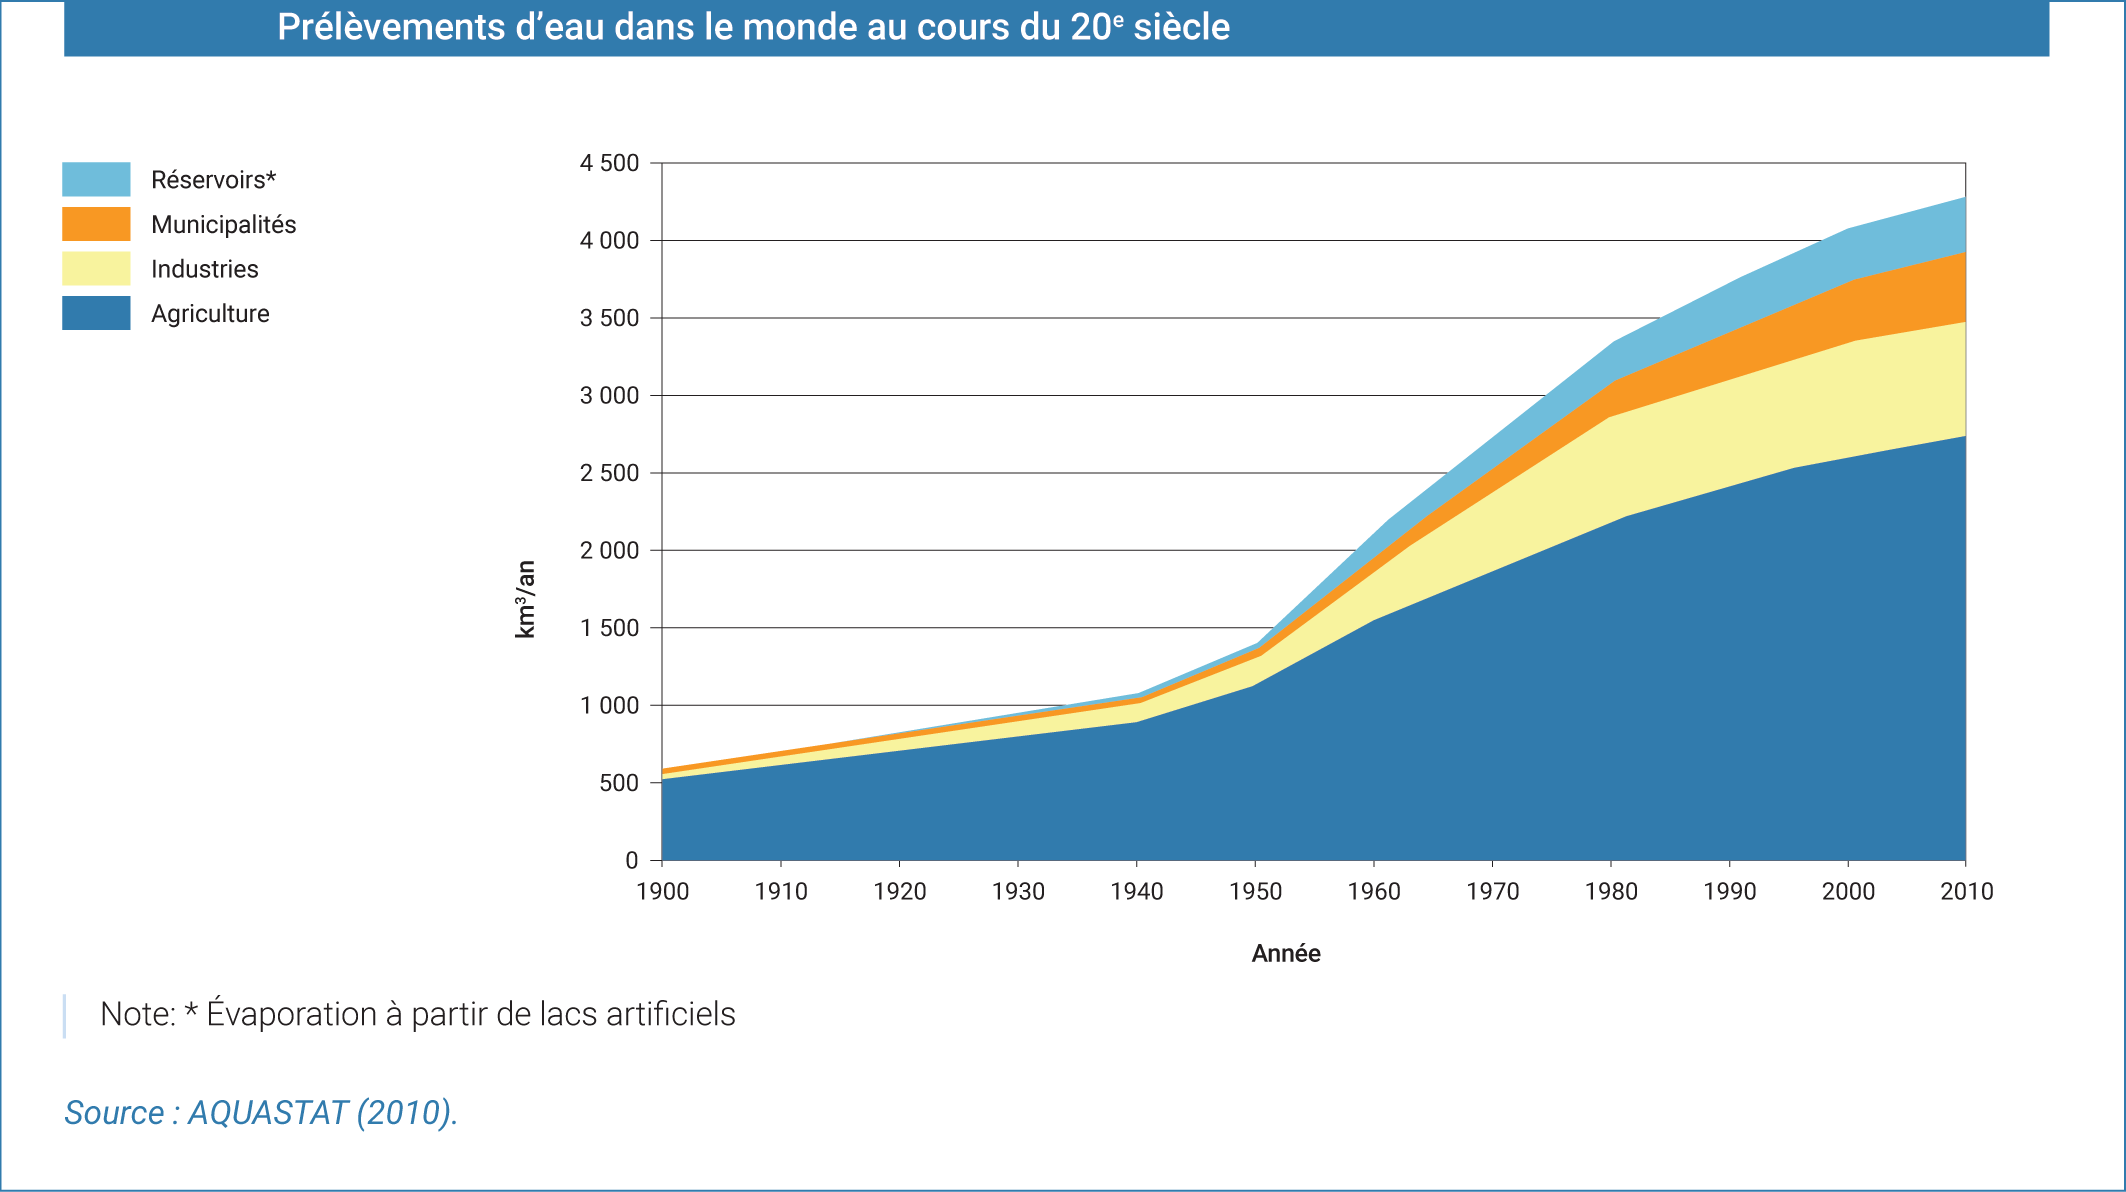 Prélèvements d’eau dans le monde au cours du 20e siècle
Réservoirs*
Municipalités
Industries
Agriculture
km³/an
4 500
4 000
3 500
3 000
2 500
2 000
1 500
1 000
500
0
1900 1910 1920 1930 1940 1950 1960 1970 1980 1990 2000 2010
Année
Note: * Évaporation à partir de lacs artificiels
Source : AQUASTAT (2010).